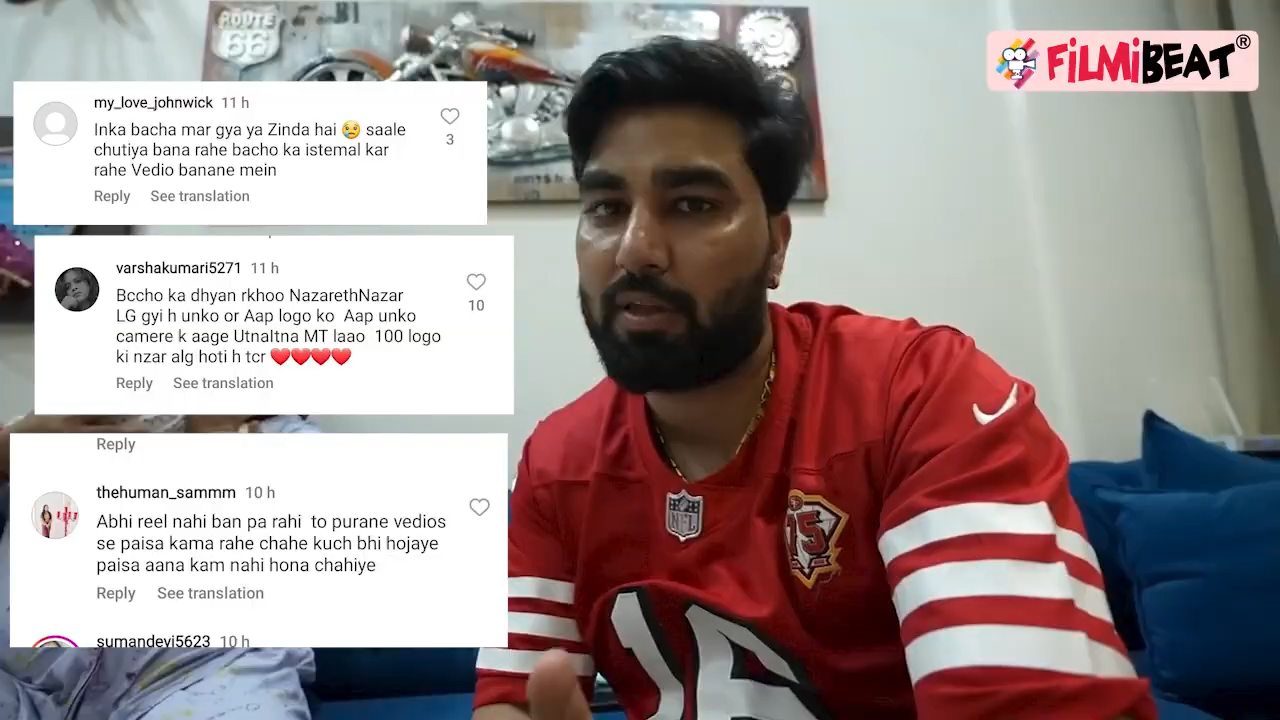 ROUTE
66
FiLMiBEAT®
my_love_johnwick 11 h
Inka bacha mar gya ya Zinda hai 😢 saale
chutiya bana rahe bacho ka istemal kar
rahe Vedio banane mein
3
Reply See translation
varshakumari5271 11 h
Bccho ka dhyan rkhoo NazarethNazar
LG gyi h unko or Aap logo ko Aap unko
camere k aage UtnaItna MT laao 100 logo
ki nzar alg hoti h tcr ❤️❤️❤️❤️
10
Reply See translation
Reply
thehuman_sammm 10 h
Abhi reel nahi ban pa rahi to purane vedios
se paisa kama rahe chahe kuch bhi hojaye
paisa aana kam nahi hona chahiye
Reply See translation
sumandevi5623 10 h
NFL
75
16